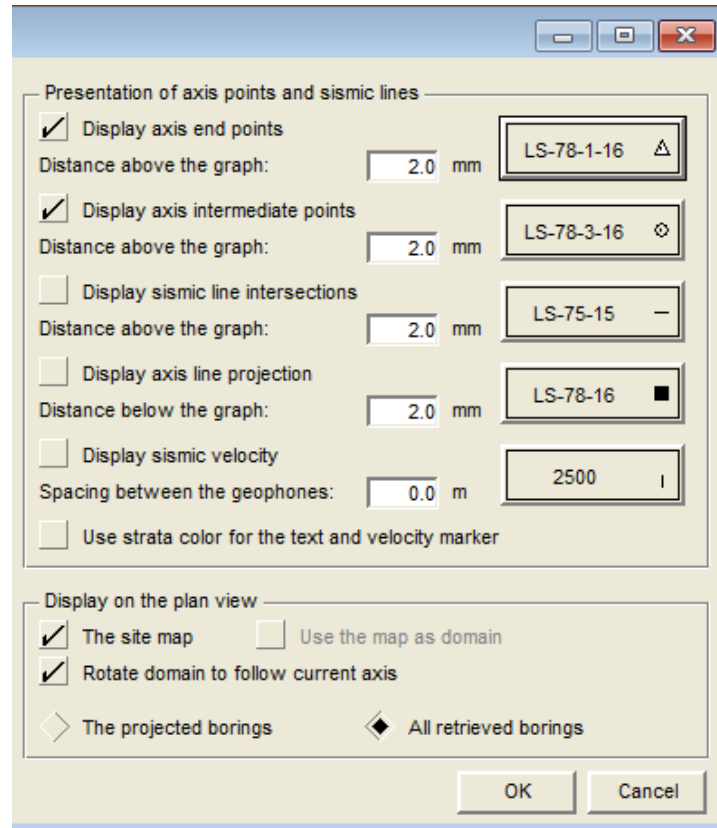 Presentation of axis points and sismic lines
Display axis end points
LS-78-1-16
Distance above the graph: 2.0 mm
Display axis intermediate points
LS-78-3-16
Distance above the graph: 2.0 mm
Display sismic line intersections
LS-75-15
Distance above the graph: 2.0 mm
Display axis line projection
LS-78-16
Distance below the graph: 2.0 mm
Display sismic velocity
2500
Spacing between the geophones: 0.0 m
Use strata color for the text and velocity marker
Display on the plan view
The site map Use the map as domain
Rotate domain to follow current axis
The projected borings All retrieved borings
OK Cancel